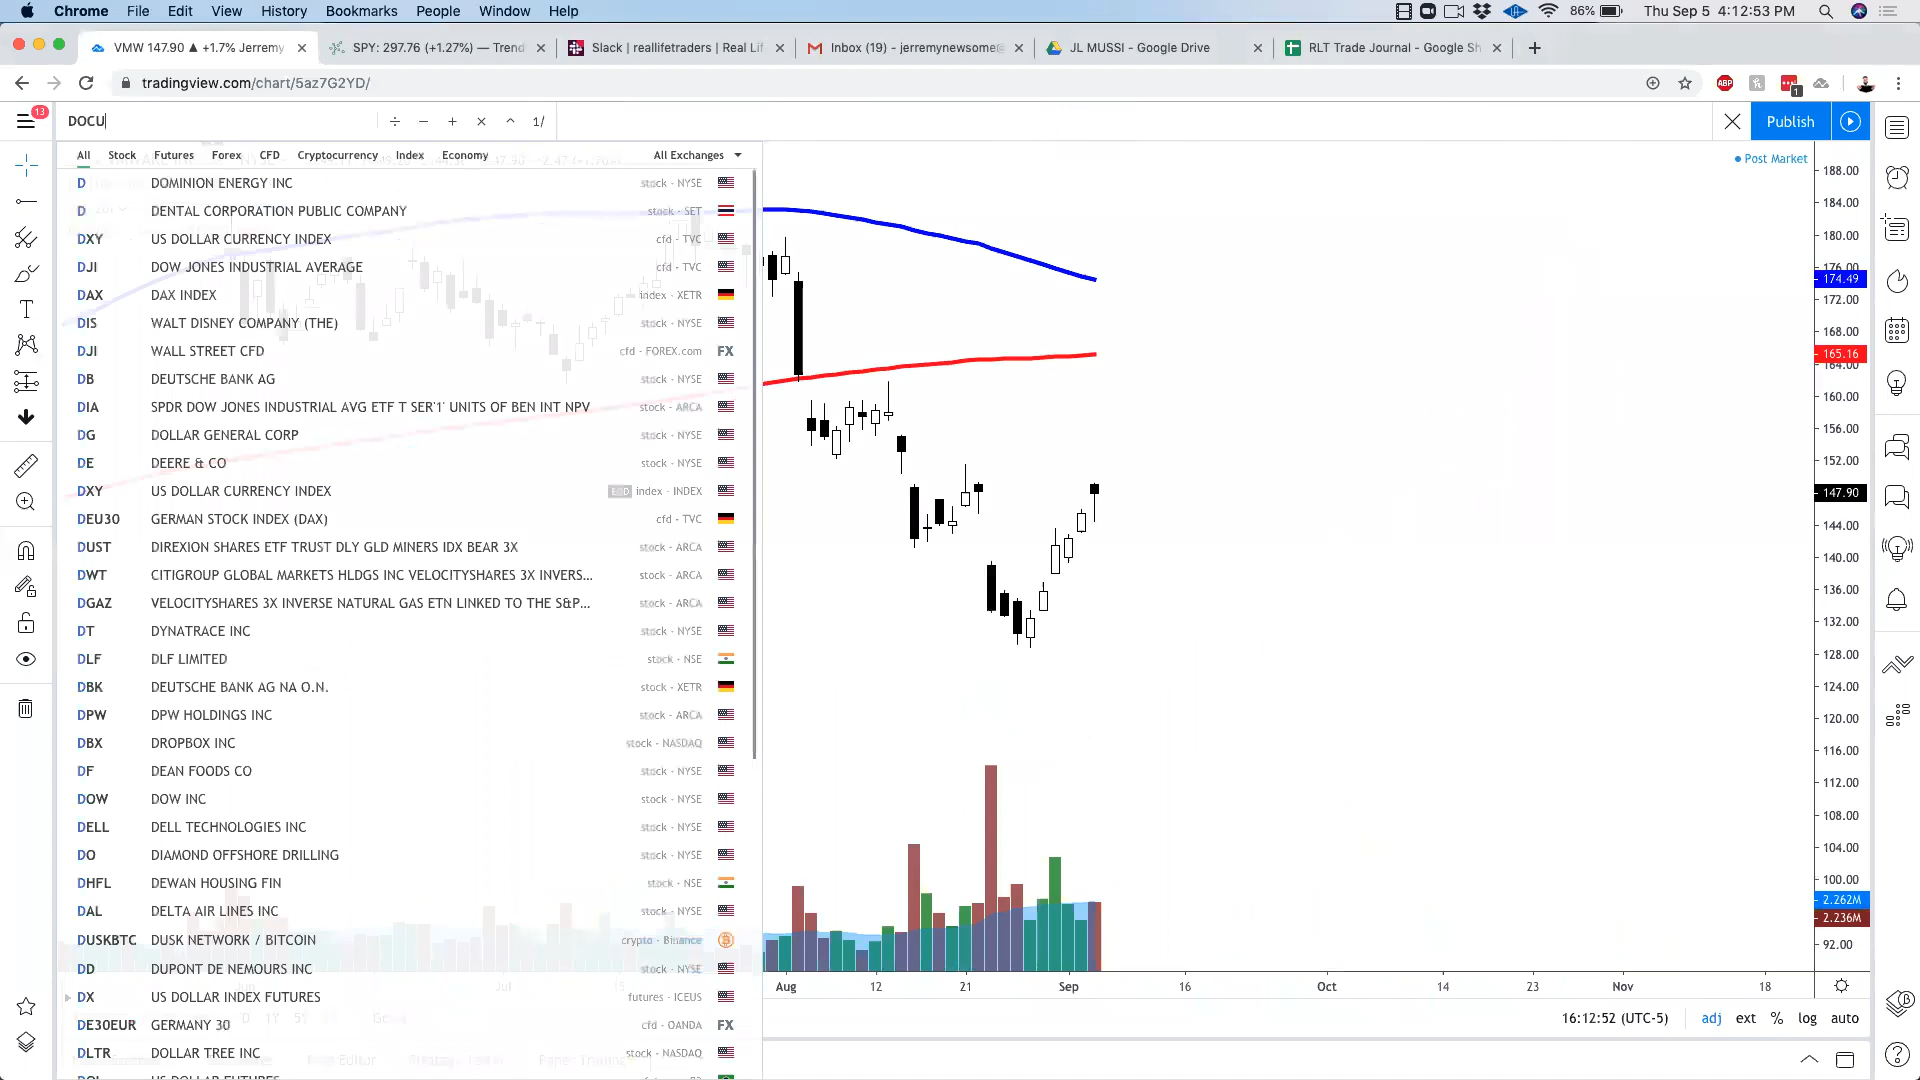 Chrome File Edit View History Bookmarks People Window Help 86% Thu Sep 5 4:12:53 PM
VMW 147.90 ▲ +1.7% Jerremy
SPY: 297.76 (+1.27%) — Trend
Slack | reallifetraders | Real Lif
Inbox (19) - jerremynewsome@
JL MUSSI - Google Drive
RLT Trade Journal - Google Sh
tradingview.com/chart/5az7G2YD/
ABP
1
13
DOCU ÷ − + × ^ 1/
Publish
All Stock Futures Forex CFD Cryptocurrency Index Economy All Exchanges
Post Market
D DOMINION ENERGY INC stock - NYSE
D DENTAL CORPORATION PUBLIC COMPANY stock - SET
DXY US DOLLAR CURRENCY INDEX cfd - TVC
DJI DOW JONES INDUSTRIAL AVERAGE cfd - TVC
DAX DAX INDEX index - XETR
DIS WALT DISNEY COMPANY (THE) stock - NYSE
DJI WALL STREET CFD cfd - FOREX.com FX
DB DEUTSCHE BANK AG stock - NYSE
DIA SPDR DOW JONES INDUSTRIAL AVG ETF T SER'1' UNITS OF BEN INT NPV stock - ARCA
DG DOLLAR GENERAL CORP stock - NYSE
DE DEERE & CO stock - NYSE
DXY US DOLLAR CURRENCY INDEX EOD index - INDEX
DEU30 GERMAN STOCK INDEX (DAX) cfd - TVC
DUST DIREXION SHARES ETF TRUST DLY GLD MINERS IDX BEAR 3X stock - ARCA
DWT CITIGROUP GLOBAL MARKETS HLDGS INC VELOCITYSHARES 3X INVERS... stock - ARCA
DGAZ VELOCITYSHARES 3X INVERSE NATURAL GAS ETN LINKED TO THE S&P... stock - ARCA
DT DYNATRACE INC stock - NYSE
DLF DLF LIMITED stock - NSE
DBK DEUTSCHE BANK AG NA O.N. stock - XETR
DPW DPW HOLDINGS INC stock - ARCA
DBX DROPBOX INC stock - NASDAQ
DF DEAN FOODS CO stock - NYSE
DOW DOW INC stock - NYSE
DELL DELL TECHNOLOGIES INC stock - NYSE
DO DIAMOND OFFSHORE DRILLING stock - NYSE
DHFL DEWAN HOUSING FIN stock - NSE
DAL DELTA AIR LINES INC stock - NYSE
DUSKBTC DUSK NETWORK / BITCOIN crypto - Binance
DD DUPONT DE NEMOURS INC stock - NYSE
DX US DOLLAR INDEX FUTURES futures - ICEUS
DE30EUR GERMANY 30 cfd - OANDA FX
DLTR DOLLAR TREE INC stock - NASDAQ
188.00
184.00
180.00
176.00
174.49
172.00
168.00
165.16
164.00
160.00
156.00
152.00
147.90
144.00
140.00
136.00
132.00
128.00
124.00
120.00
116.00
112.00
108.00
104.00
100.00
2.262M
2.236M
92.00
Jul 15 Aug 12 21 Sep 16 Oct 14 23 Nov 18
16:12:52 (UTC-5) adj ext % log auto